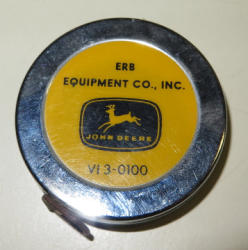 ERB
EQUIPMENT CO., INC.
JOHN DEERE
VI 3-0100